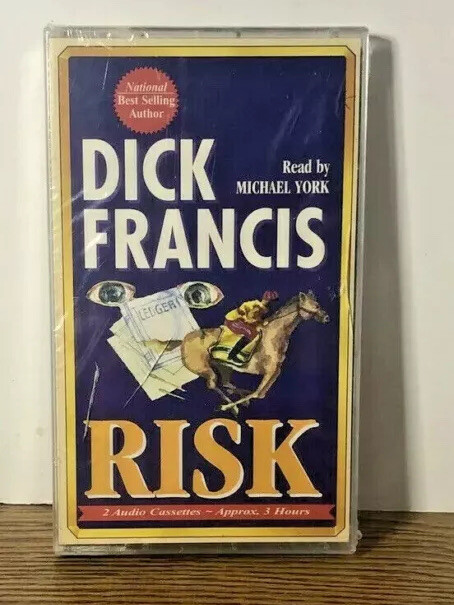 National
Best Selling
Author
DICK
FRANCIS
Read by
MICHAEL YORK
LEDGER
RISK
2 Audio Cassettes ~ Approx. 3 Hours